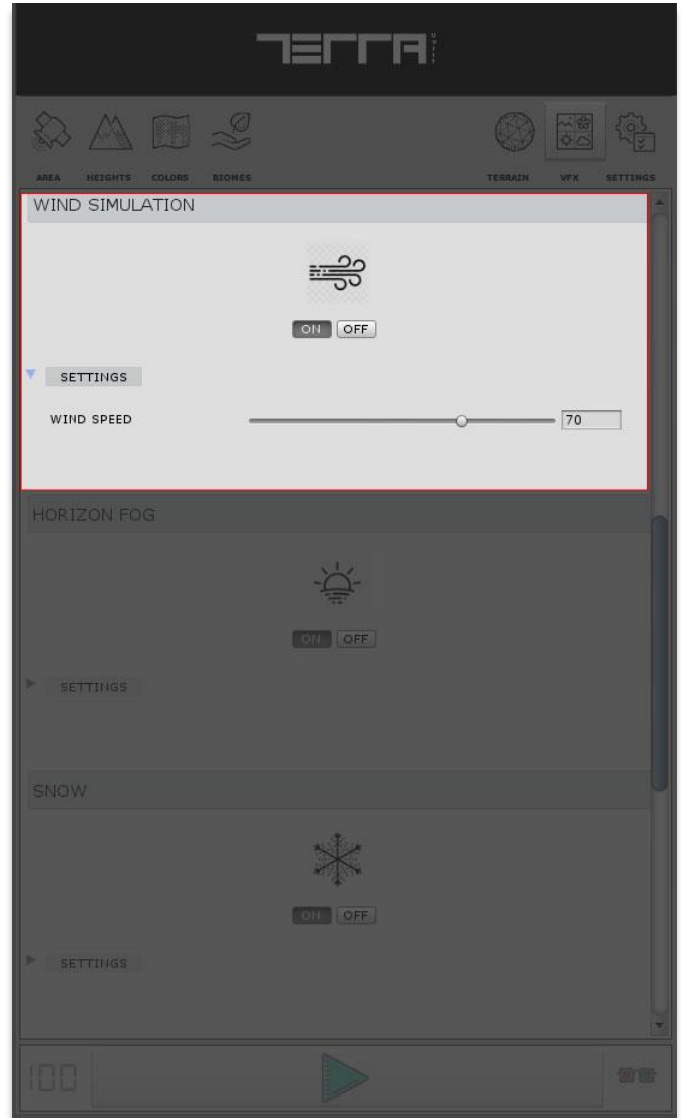 TERRA UNITY
AREA HEIGHTS COLORS BIOMES TERRAIN VFX SETTINGS
WIND SIMULATION
ON OFF
SETTINGS
WIND SPEED 70
HORIZON FOG
ON OFF
SETTINGS
SNOW
ON OFF
SETTINGS
100